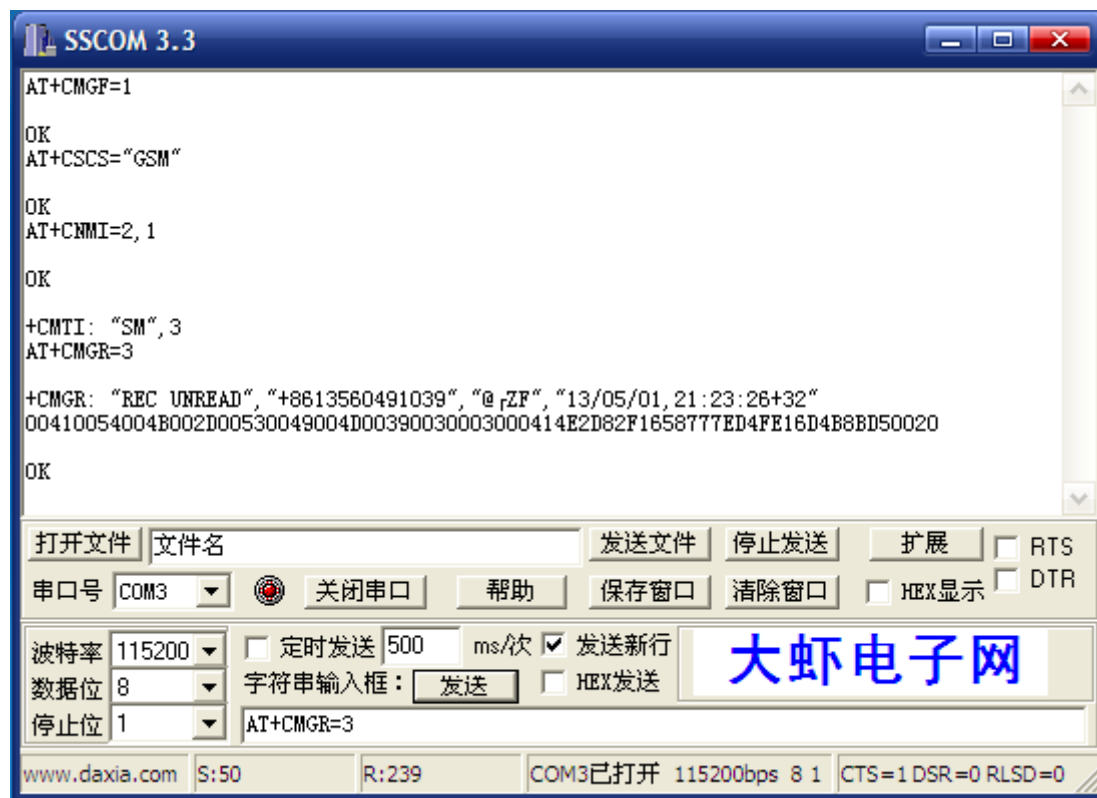 SSCOM 3.3
AT+CMGF=1
OK
AT+CSCS="GSM"
OK
AT+CNMI=2,1
OK
+CMTI: "SM",3
AT+CMGR=3
+CMGR: "REC UNREAD","+8613560491039","@┌ZF","13/05/01,21:23:26+32"
00410054004B002D00530049004D00390030003000414E2D82F1658777ED4FE16D4B8BD50020
OK
打开文件 文件名 发送文件 停止发送 扩展 RTS
串口号 COM3 关闭串口 帮助 保存窗口 清除窗口 HEX显示 DTR
波特率 115200 定时发送 500 ms/次 发送新行 大虾电子网
数据位 8 字符串输入框： 发送 HEX发送
停止位 1 AT+CMGR=3
www.daxia.com S:50 R:239 COM3已打开 115200bps 8 1 CTS=1 DSR=0 RLSD=0